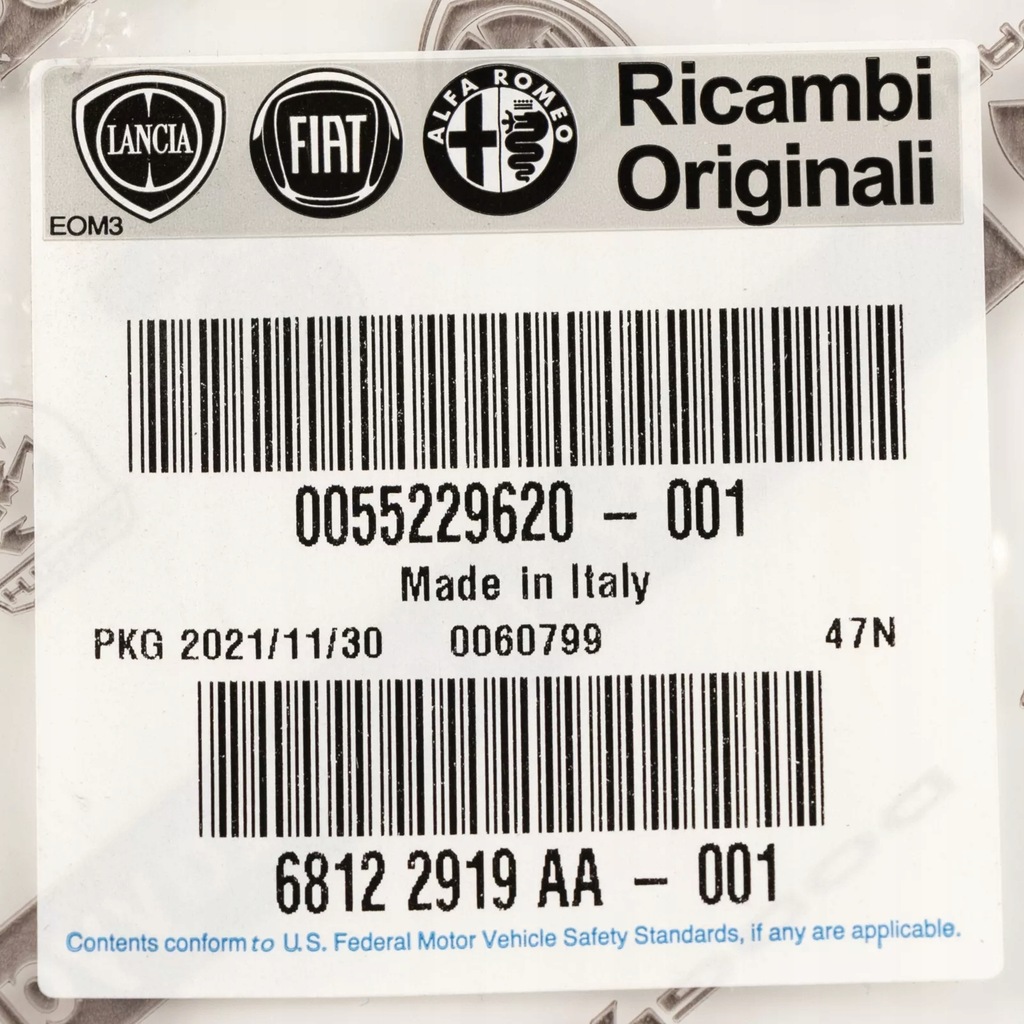 LANCIA
FIAT
ALFA ROMEO
Ricambi
Originali
EOM3
0055229620 - 001
Made in Italy
PKG 2021/11/30 0060799 47N
6812 2919 AA - 001
Contents conform to U.S. Federal Motor Vehicle Safety Standards, if any are applicable.